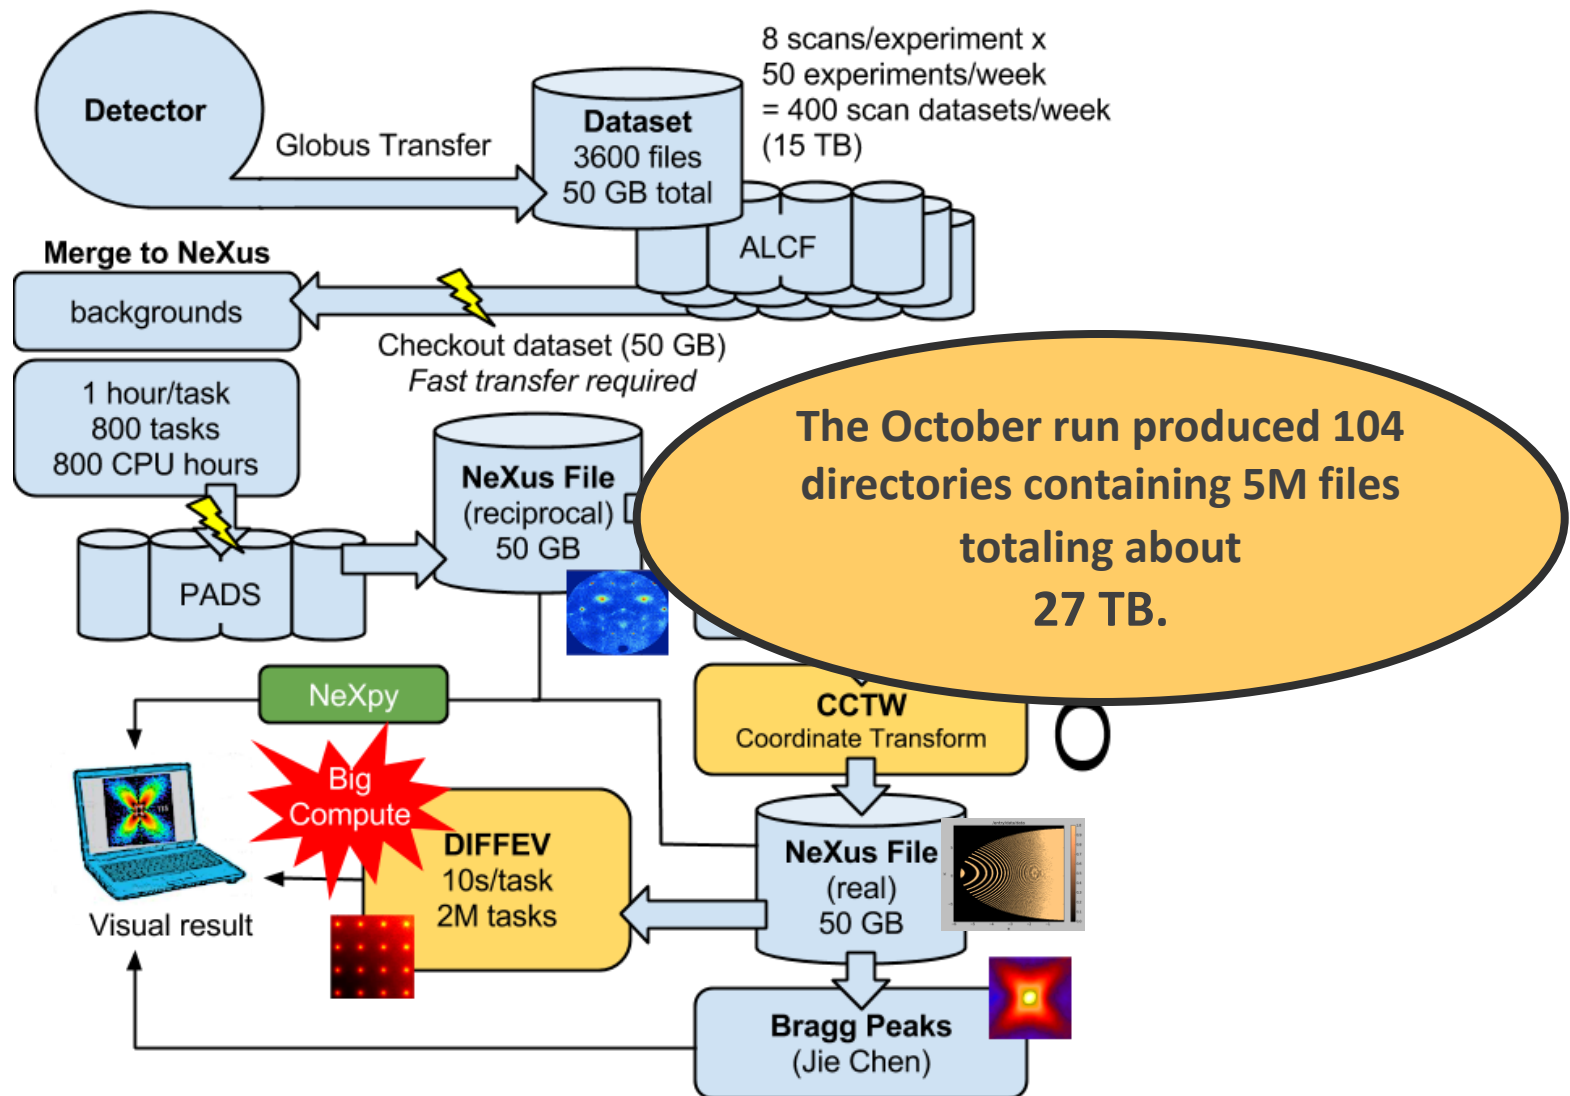 Detector
Globus Transfer
Dataset
3600 files
50 GB total
8 scans/experiment x
50 experiments/week
= 400 scan datasets/week
(15 TB)
ALCF
Merge to NeXus
backgrounds
Checkout dataset (50 GB)
Fast transfer required
1 hour/task
800 tasks
800 CPU hours
PADS
NeXus File
(reciprocal)
50 GB
The October run produced 104
directories containing 5M files
totaling about
27 TB.
NeXpy
CCTW
Coordinate Transform
O
Big
Compute
DIFFEV
10s/task
2M tasks
Visual result
NeXus File
(real)
50 GB
Bragg Peaks
(Jie Chen)